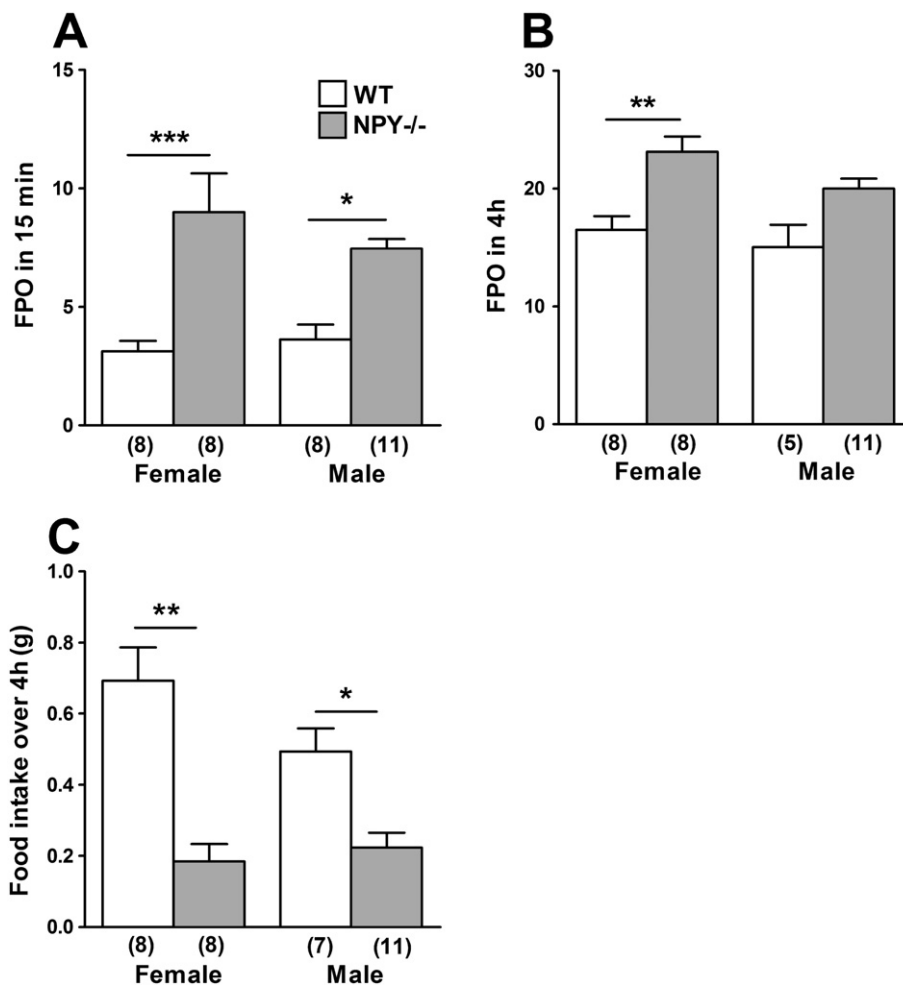 A
FPO in 15 min
15
10
5
0
***
*
WT
NPY-/-
(8) (8) (8) (11)
Female Male
B
FPO in 4h
30
20
10
0
**
(8) (8) (5) (11)
Female Male
C
Food intake over 4h (g)
1.0
0.8
0.6
0.4
0.2
0.0
**
*
(8) (8) (7) (11)
Female Male